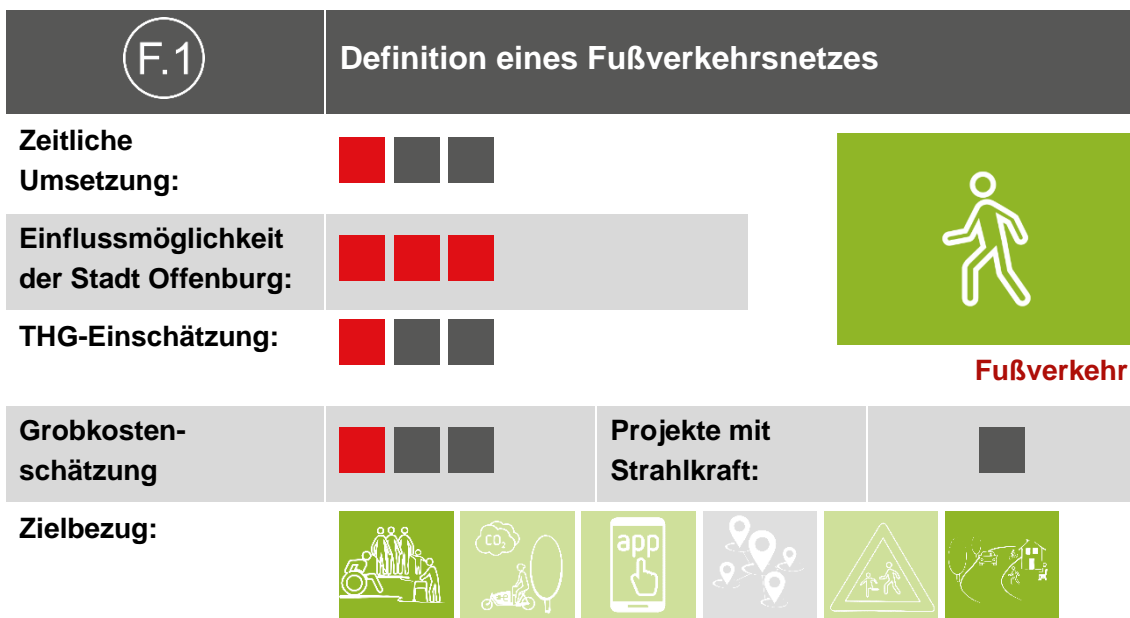 F.1
Definition eines Fußverkehrsnetzes
Zeitliche
Umsetzung:
Einflussmöglichkeit
der Stadt Offenburg:
THG-Einschätzung:
Fußverkehr
Grobkosten-
schätzung
Projekte mit
Strahlkraft:
Zielbezug:
CO₂
app